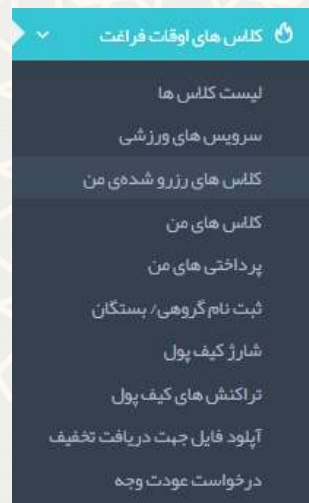 کلاس های اوقات فراغت
لیست کلاس ها
سرویس های ورزشی
کلاس های رزرو شده‌ی من
کلاس های من
پرداختی های من
ثبت نام گروهی/ بستگان
شارژ کیف پول
تراکنش های کیف پول
آپلود فایل جهت دریافت تخفیف
درخواست عودت وجه